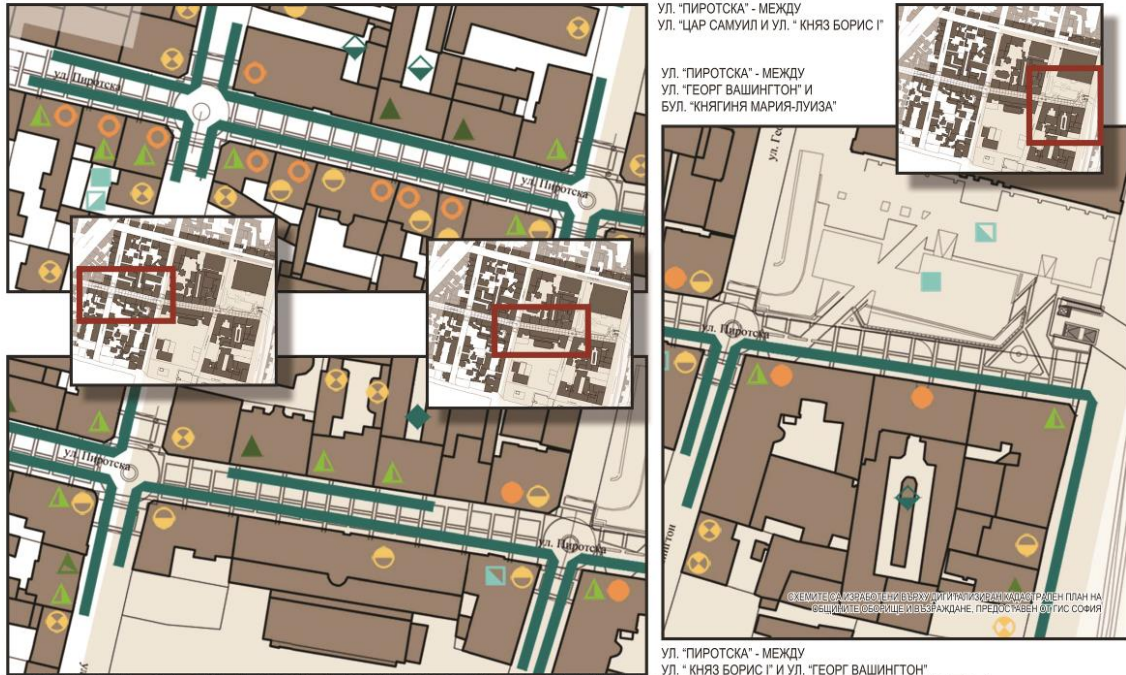 УЛ. "ПИРОТСКА" - МЕЖДУ
УЛ. "ЦАР САМУИЛ И УЛ. " КНЯЗ БОРИС I"
УЛ. "ПИРОТСКА" - МЕЖДУ
УЛ. "ГЕОРГ ВАШИНГТОН" И
БУЛ. "КНЯГИНЯ МАРИЯ-ЛУИЗА"
ул. Пиротска
ул. Пиротска
ул. Пиротска
ул. Пиротска
ул. Пиротска
СХЕМИТЕ СА ИЗРАБОТЕНИ ВЪРХУ ДИГИТАЛИЗИРАН КАДАСТРАЛЕН ПЛАН НА
ОБЩИНИТЕ ОБОРИЩЕ И ВЪЗРАЖДАНЕ, ПРЕДОСТАВЕН ОТ ГИС СОФИЯ
УЛ. "ПИРОТСКА" - МЕЖДУ
УЛ. " КНЯЗ БОРИС I" И УЛ. "ГЕОРГ ВАШИНГТОН"